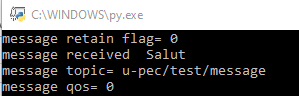 C:\WINDOWS\py.exe
message retain flag= 0
message received  Salut
message topic= u-pec/test/message
message qos= 0